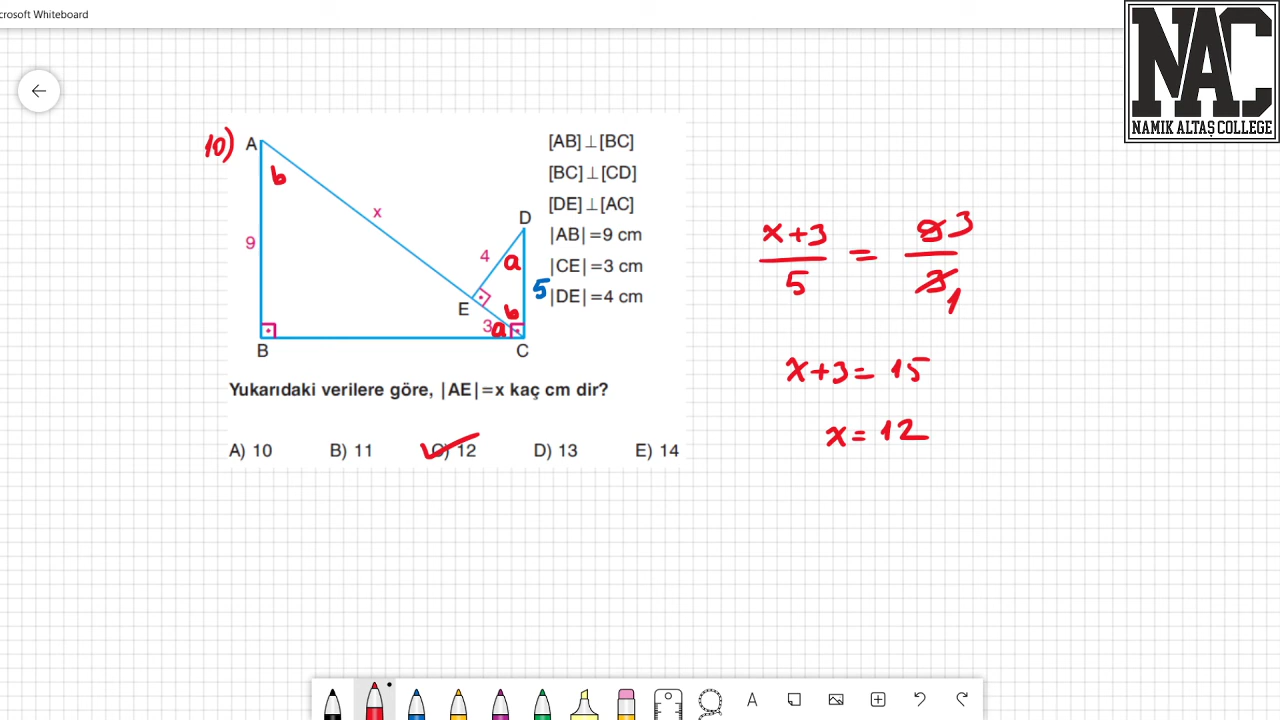 crosoft Whiteboard
NAC
NAMIK ALTAŞ COLLEGE
10)
A
b
x
9
B
E
4
3
a
b
a
D
5
C
[AB]⊥[BC]
[BC]⊥[CD]
[DE]⊥[AC]
|AB|=9 cm
|CE|=3 cm
|DE|=4 cm
Yukarıdaki verilere göre, |AE|=x kaç cm dir?
A) 10 B) 11 C) 12 D) 13 E) 14
x+3 / 5 = 9 3 / 3 1
x+3= 15
x= 12
A